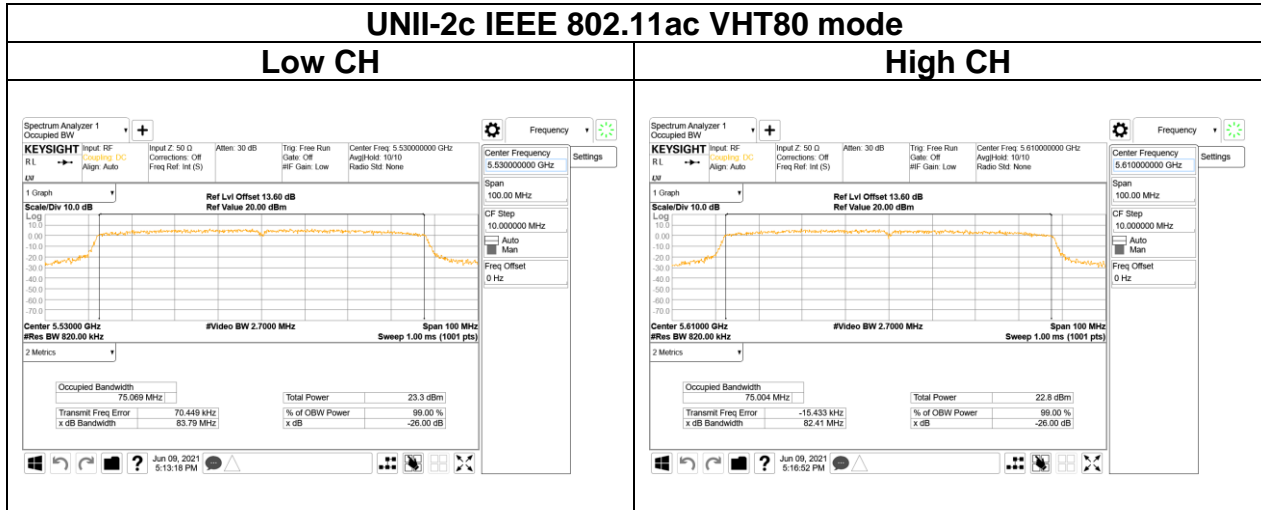 UNII-2c IEEE 802.11ac VHT80 mode
Low CH
High CH
Spectrum Analyzer 1
Occupied BW
Frequency
KEYSIGHT Input: RF Input Z: 50 Ω Atten: 30 dB Trig: Free Run Center Freq: 5.530000000 GHz
R L Coupling: DC Corrections: Off Gate: Off Avg|Hold: 10/10
Align: Auto Freq Ref: Int (S) #IF Gain: Low Radio Std: None
Center Frequency
5.530000000 GHz
Settings
Span
100.00 MHz
CF Step
10.000000 MHz
Auto
Man
Freq Offset
0 Hz
1 Graph
Ref Lvl Offset 13.60 dB
Scale/Div 10.0 dB Ref Value 20.00 dBm
Log
10.0
0.00
-10.0
-20.0
-30.0
-40.0
-50.0
-60.0
-70.0
Center 5.53000 GHz #Video BW 2.7000 MHz Span 100 MHz
#Res BW 820.00 kHz Sweep 1.00 ms (1001 pts)
2 Metrics
Occupied Bandwidth
75.069 MHz Total Power 23.3 dBm
Transmit Freq Error 70.449 kHz % of OBW Power 99.00 %
x dB Bandwidth 83.79 MHz x dB -26.00 dB
? Jun 09, 2021
5:13:18 PM
Spectrum Analyzer 1
Occupied BW
Frequency
KEYSIGHT Input: RF Input Z: 50 Ω Atten: 30 dB Trig: Free Run Center Freq: 5.610000000 GHz
R L Coupling: DC Corrections: Off Gate: Off Avg|Hold: 10/10
Align: Auto Freq Ref: Int (S) #IF Gain: Low Radio Std: None
Center Frequency
5.610000000 GHz
Settings
Span
100.00 MHz
CF Step
10.000000 MHz
Auto
Man
Freq Offset
0 Hz
1 Graph
Ref Lvl Offset 13.60 dB
Scale/Div 10.0 dB Ref Value 20.00 dBm
Log
10.0
0.00
-10.0
-20.0
-30.0
-40.0
-50.0
-60.0
-70.0
Center 5.61000 GHz #Video BW 2.7000 MHz Span 100 MHz
#Res BW 820.00 kHz Sweep 1.00 ms (1001 pts)
2 Metrics
Occupied Bandwidth
75.004 MHz Total Power 22.8 dBm
Transmit Freq Error -15.433 kHz % of OBW Power 99.00 %
x dB Bandwidth 82.41 MHz x dB -26.00 dB
? Jun 09, 2021
5:16:52 PM